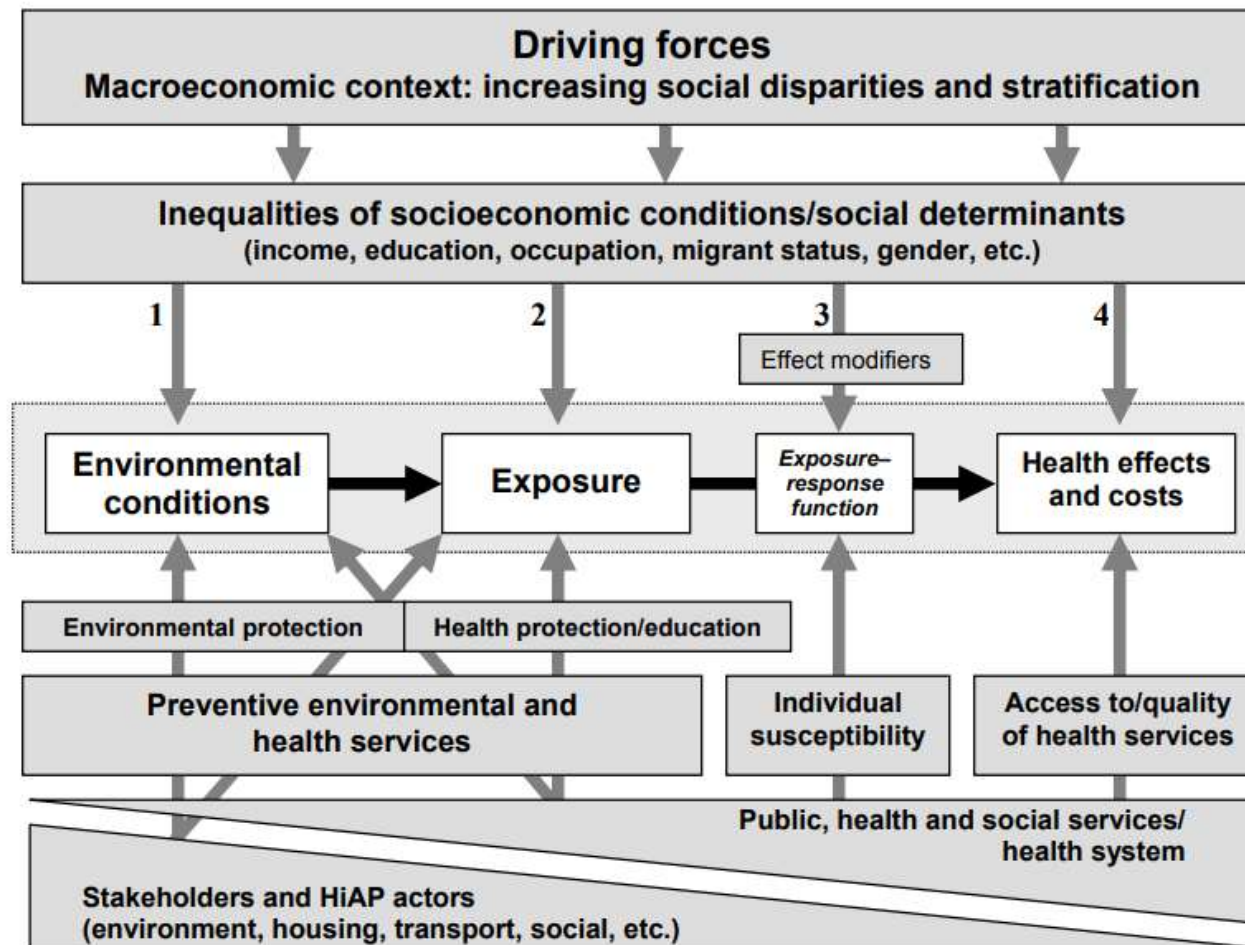 Driving forces
Macroeconomic context: increasing social disparities and stratification
Inequalities of socioeconomic conditions/social determinants
(income, education, occupation, migrant status, gender, etc.)
1
2
3
4
Effect modifiers
Environmental
conditions
Exposure
Exposure–
response
function
Health effects
and costs
Environmental protection
Health protection/education
Preventive environmental and
health services
Individual
susceptibility
Access to/quality
of health services
Public, health and social services/
health system
Stakeholders and HiAP actors
(environment, housing, transport, social, etc.)